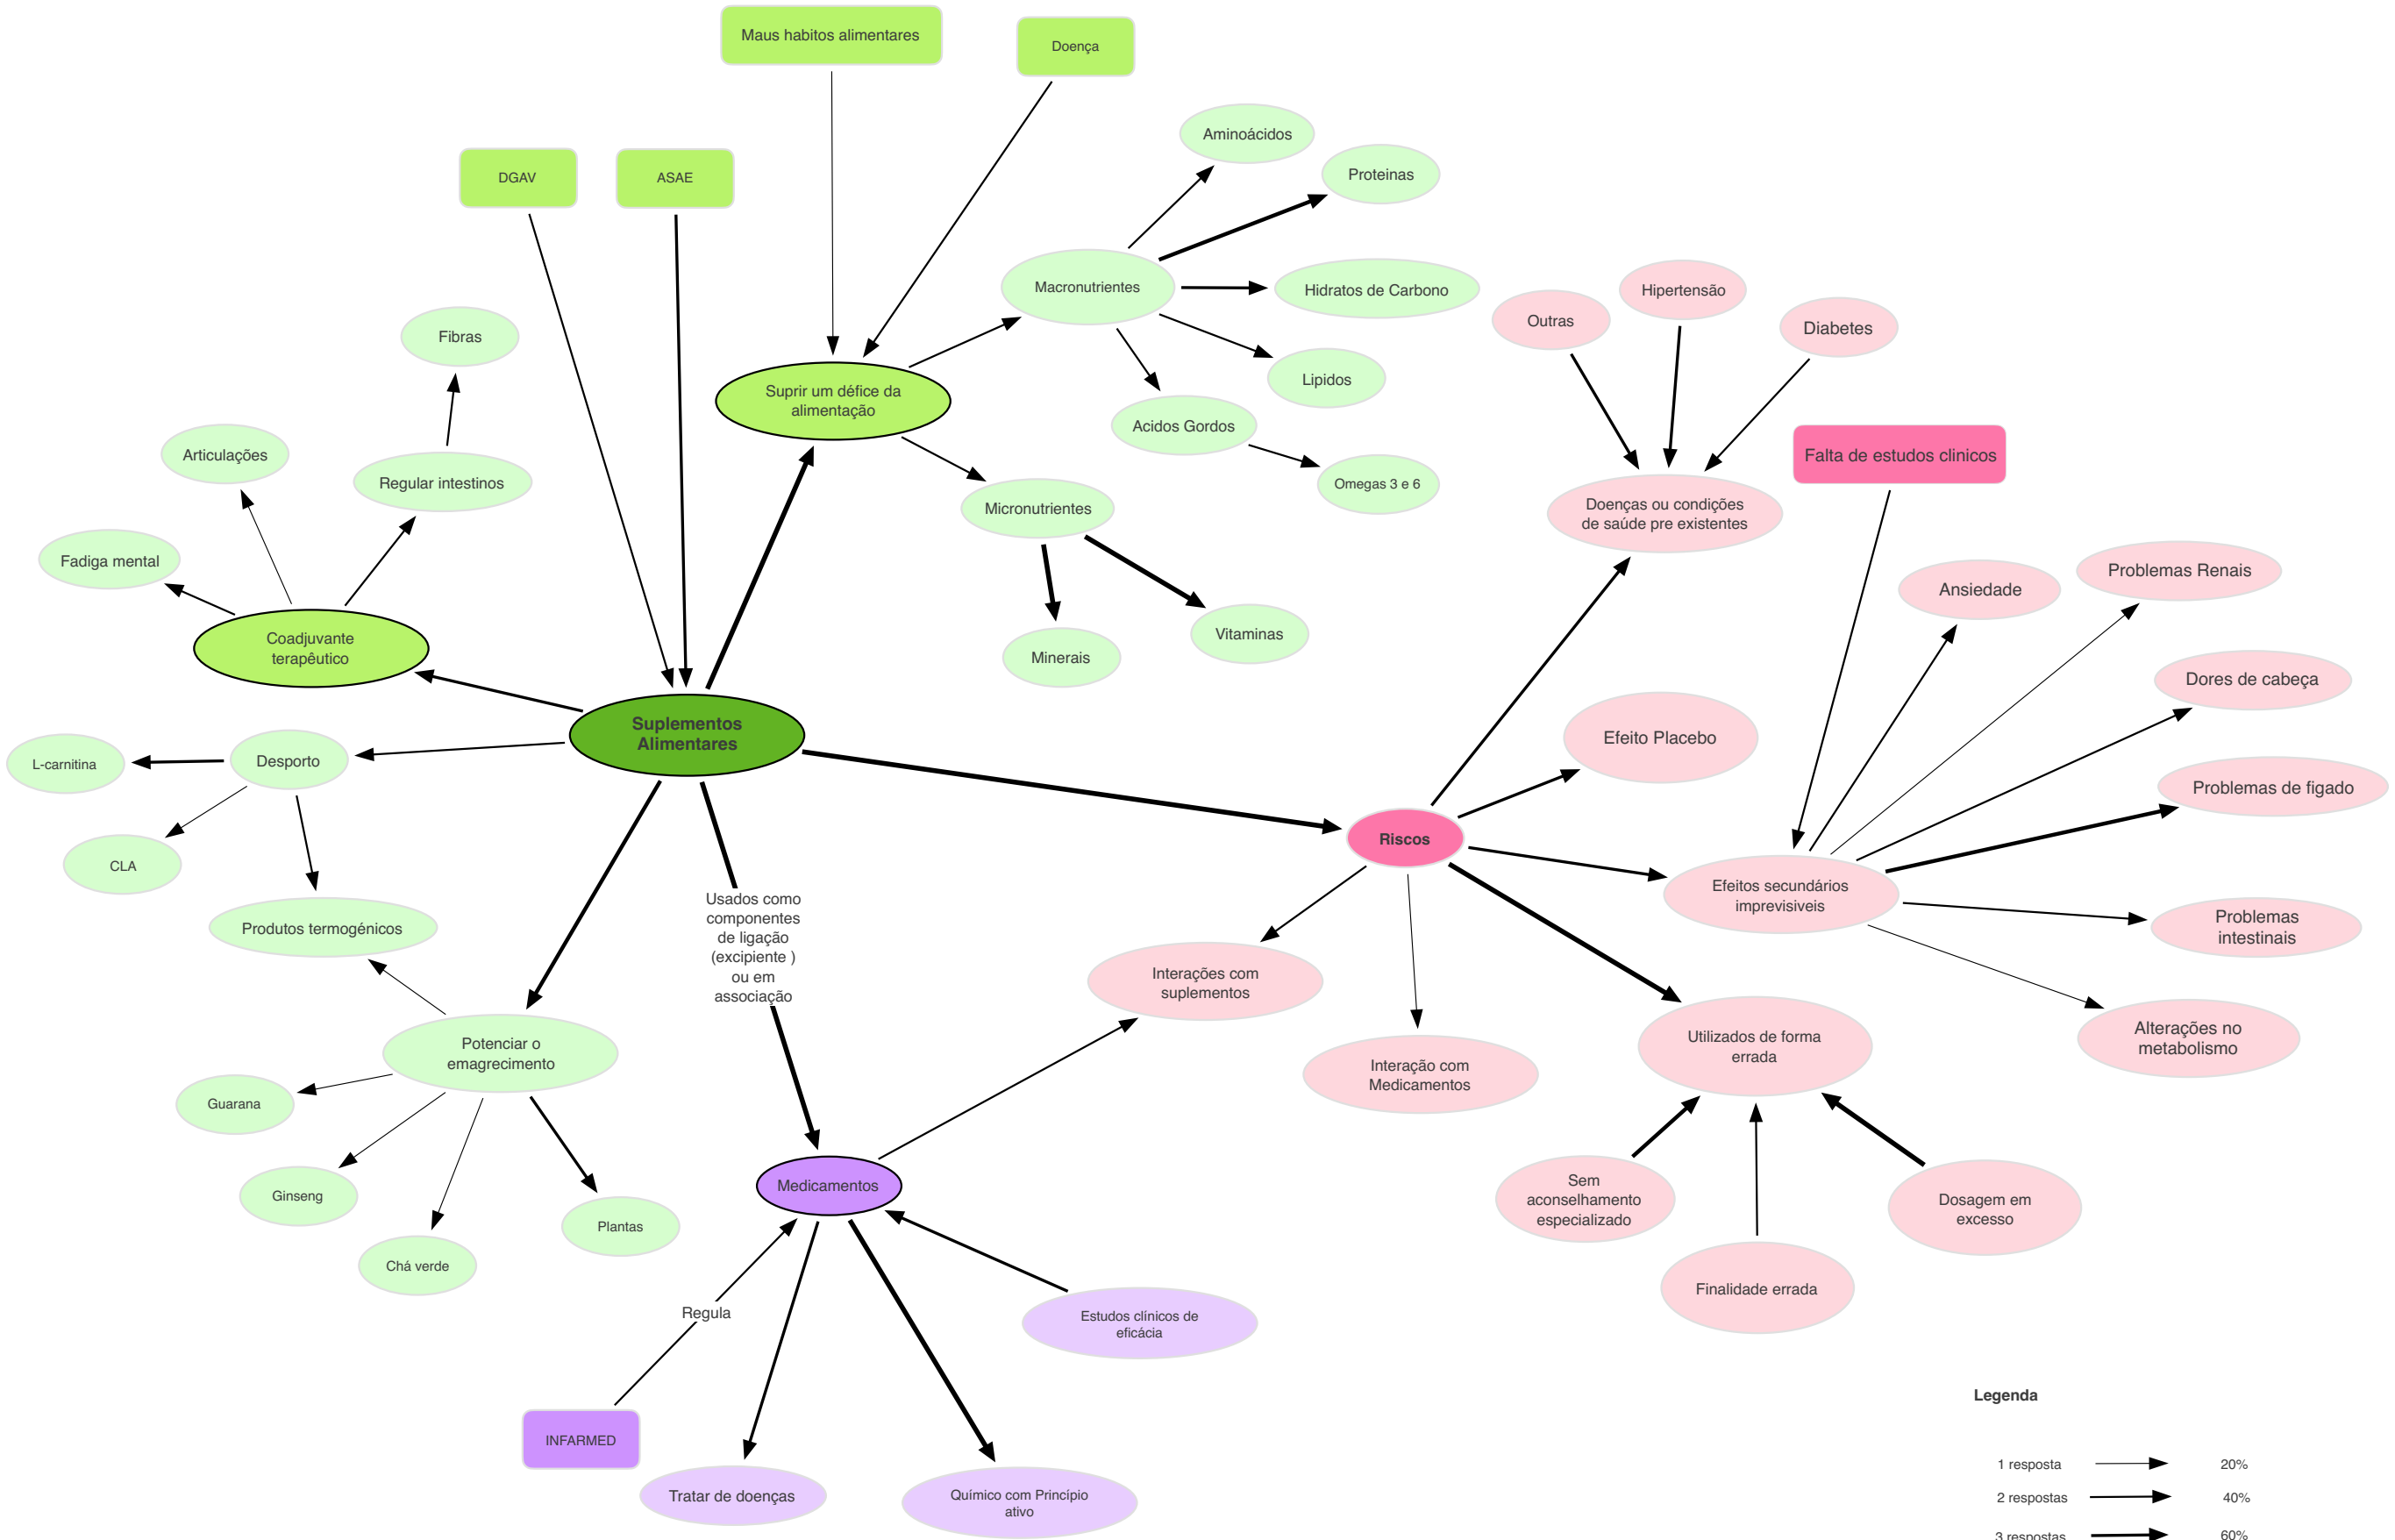 Maus habitos alimentares
Doença
DGAV
ASAE
Aminoácidos
Proteinas
Macronutrientes
Hidratos de Carbono
Lipidos
Acidos Gordos
Omegas 3 e 6
Suprir um défice da
alimentação
Micronutrientes
Minerais
Vitaminas
Fibras
Articulações
Regular intestinos
Fadiga mental
Coadjuvante
terapêutico
Suplementos
Alimentares
L-carnitina
Desporto
CLA
Produtos termogénicos
Potenciar o
emagrecimento
Guarana
Ginseng
Chá verde
Plantas
Usados como
componentes
de ligação
(excipiente )
ou em
associação
Medicamentos
Regula
INFARMED
Tratar de doenças
Químico com Princípio
ativo
Estudos clínicos de
eficácia
Outras
Hipertensão
Diabetes
Doenças ou condições
de saúde pre existentes
Falta de estudos clinicos
Ansiedade
Problemas Renais
Dores de cabeça
Problemas de figado
Problemas
intestinais
Alterações no
metabolismo
Efeitos secundários
imprevisiveis
Efeito Placebo
Riscos
Interações com
suplementos
Interação com
Medicamentos
Utilizados de forma
errada
Sem
aconselhamento
especializado
Finalidade errada
Dosagem em
excesso
Legenda
1 resposta 20%
2 respostas 40%
3 respostas 60%